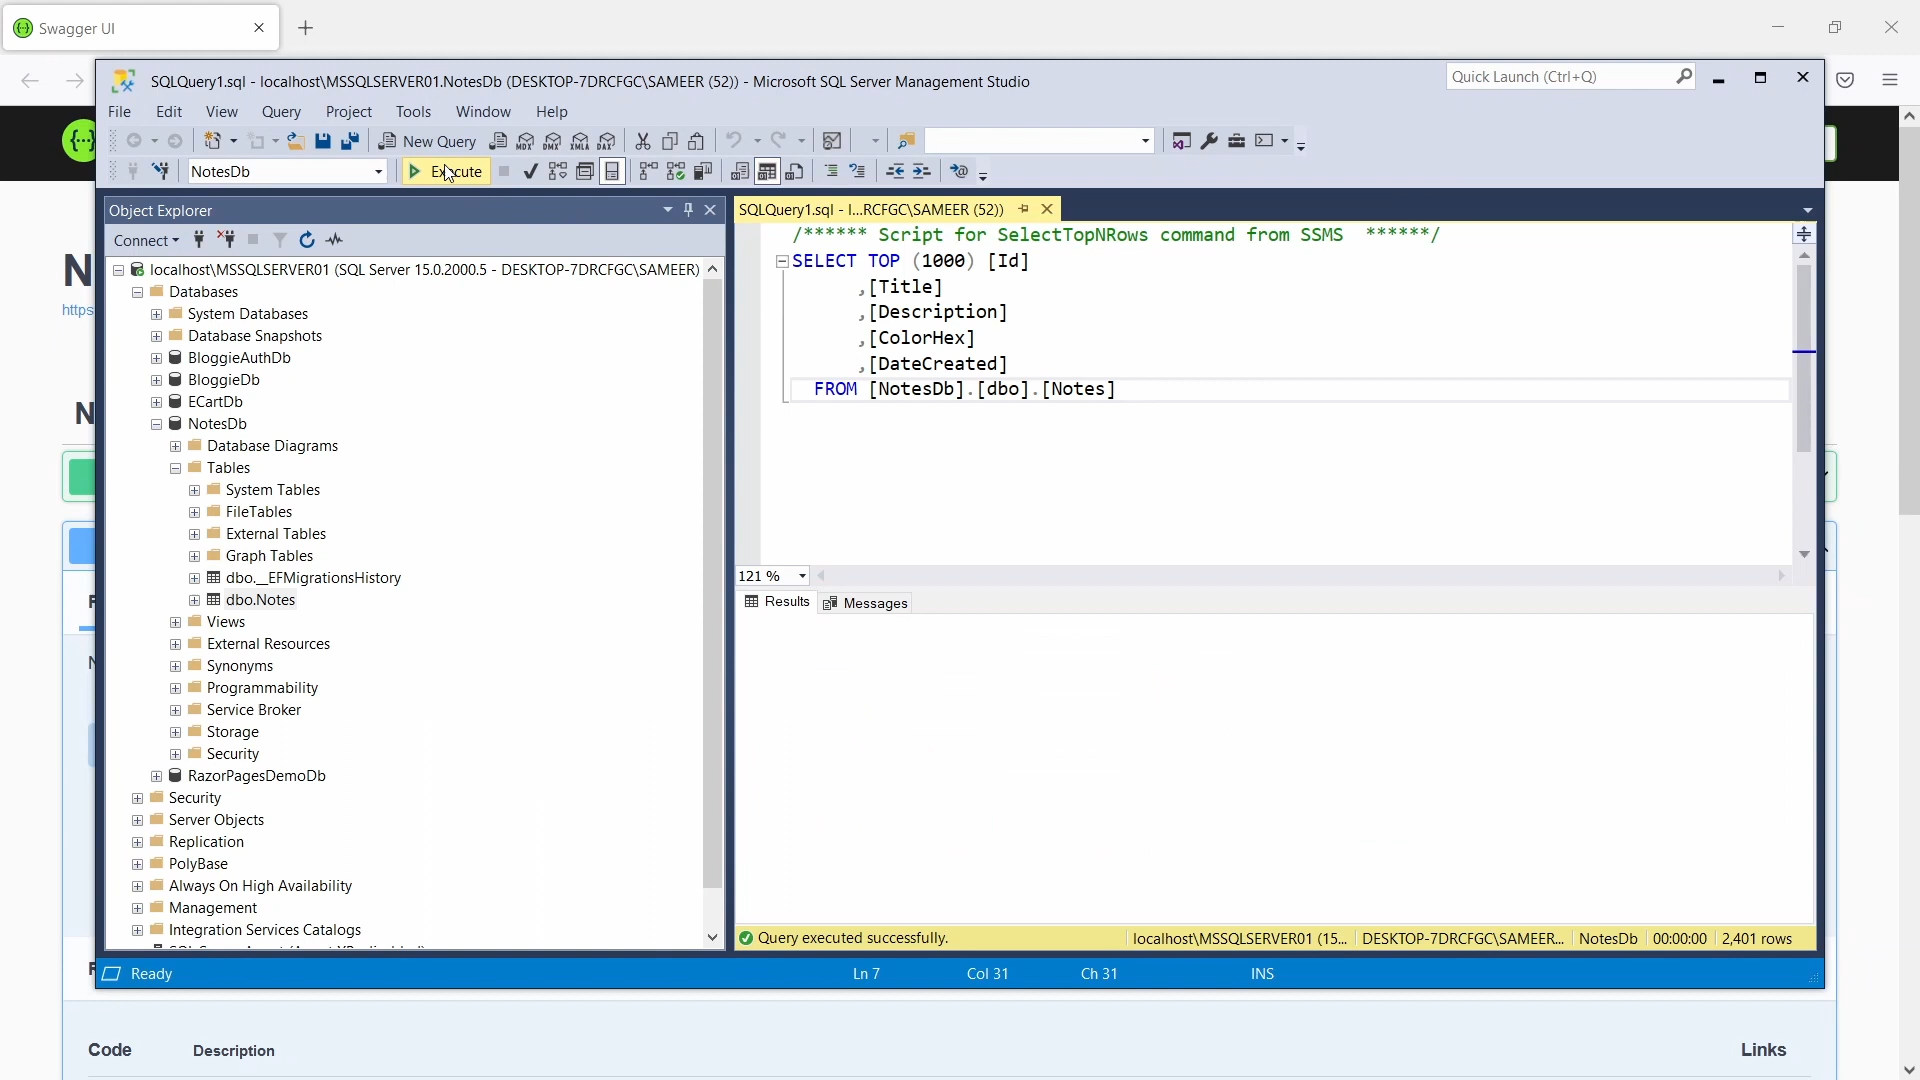 Swagger UI
SQLQuery1.sql - localhost\MSSQLSERVER01.NotesDb (DESKTOP-7DRCFGC\SAMEER (52)) - Microsoft SQL Server Management Studio
Quick Launch (Ctrl+Q)
File Edit View Query Project Tools Window Help
New Query MDX DMX XMLA DAX
NotesDb Execute
Object Explorer
SQLQuery1.sql - l...RCFGC\SAMEER (52))
Connect
localhost\MSSQLSERVER01 (SQL Server 15.0.2000.5 - DESKTOP-7DRCFGC\SAMEER)
Databases
System Databases
Database Snapshots
BloggieAuthDb
BloggieDb
ECartDb
NotesDb
Database Diagrams
Tables
System Tables
FileTables
External Tables
Graph Tables
dbo.__EFMigrationsHistory
dbo.Notes
Views
External Resources
Synonyms
Programmability
Service Broker
Storage
Security
RazorPagesDemoDb
Security
Server Objects
Replication
PolyBase
Always On High Availability
Management
Integration Services Catalogs
/****** Script for SelectTopNRows command from SSMS ******/
SELECT TOP (1000) [Id]
,[Title]
,[Description]
,[ColorHex]
,[DateCreated]
FROM [NotesDb].[dbo].[Notes]
121 %
Results Messages
Query executed successfully.
localhost\MSSQLSERVER01 (15... DESKTOP-7DRCFGC\SAMEER... NotesDb 00:00:00 2,401 rows
Ready Ln 7 Col 31 Ch 31 INS
N
https
N
Code Description Links